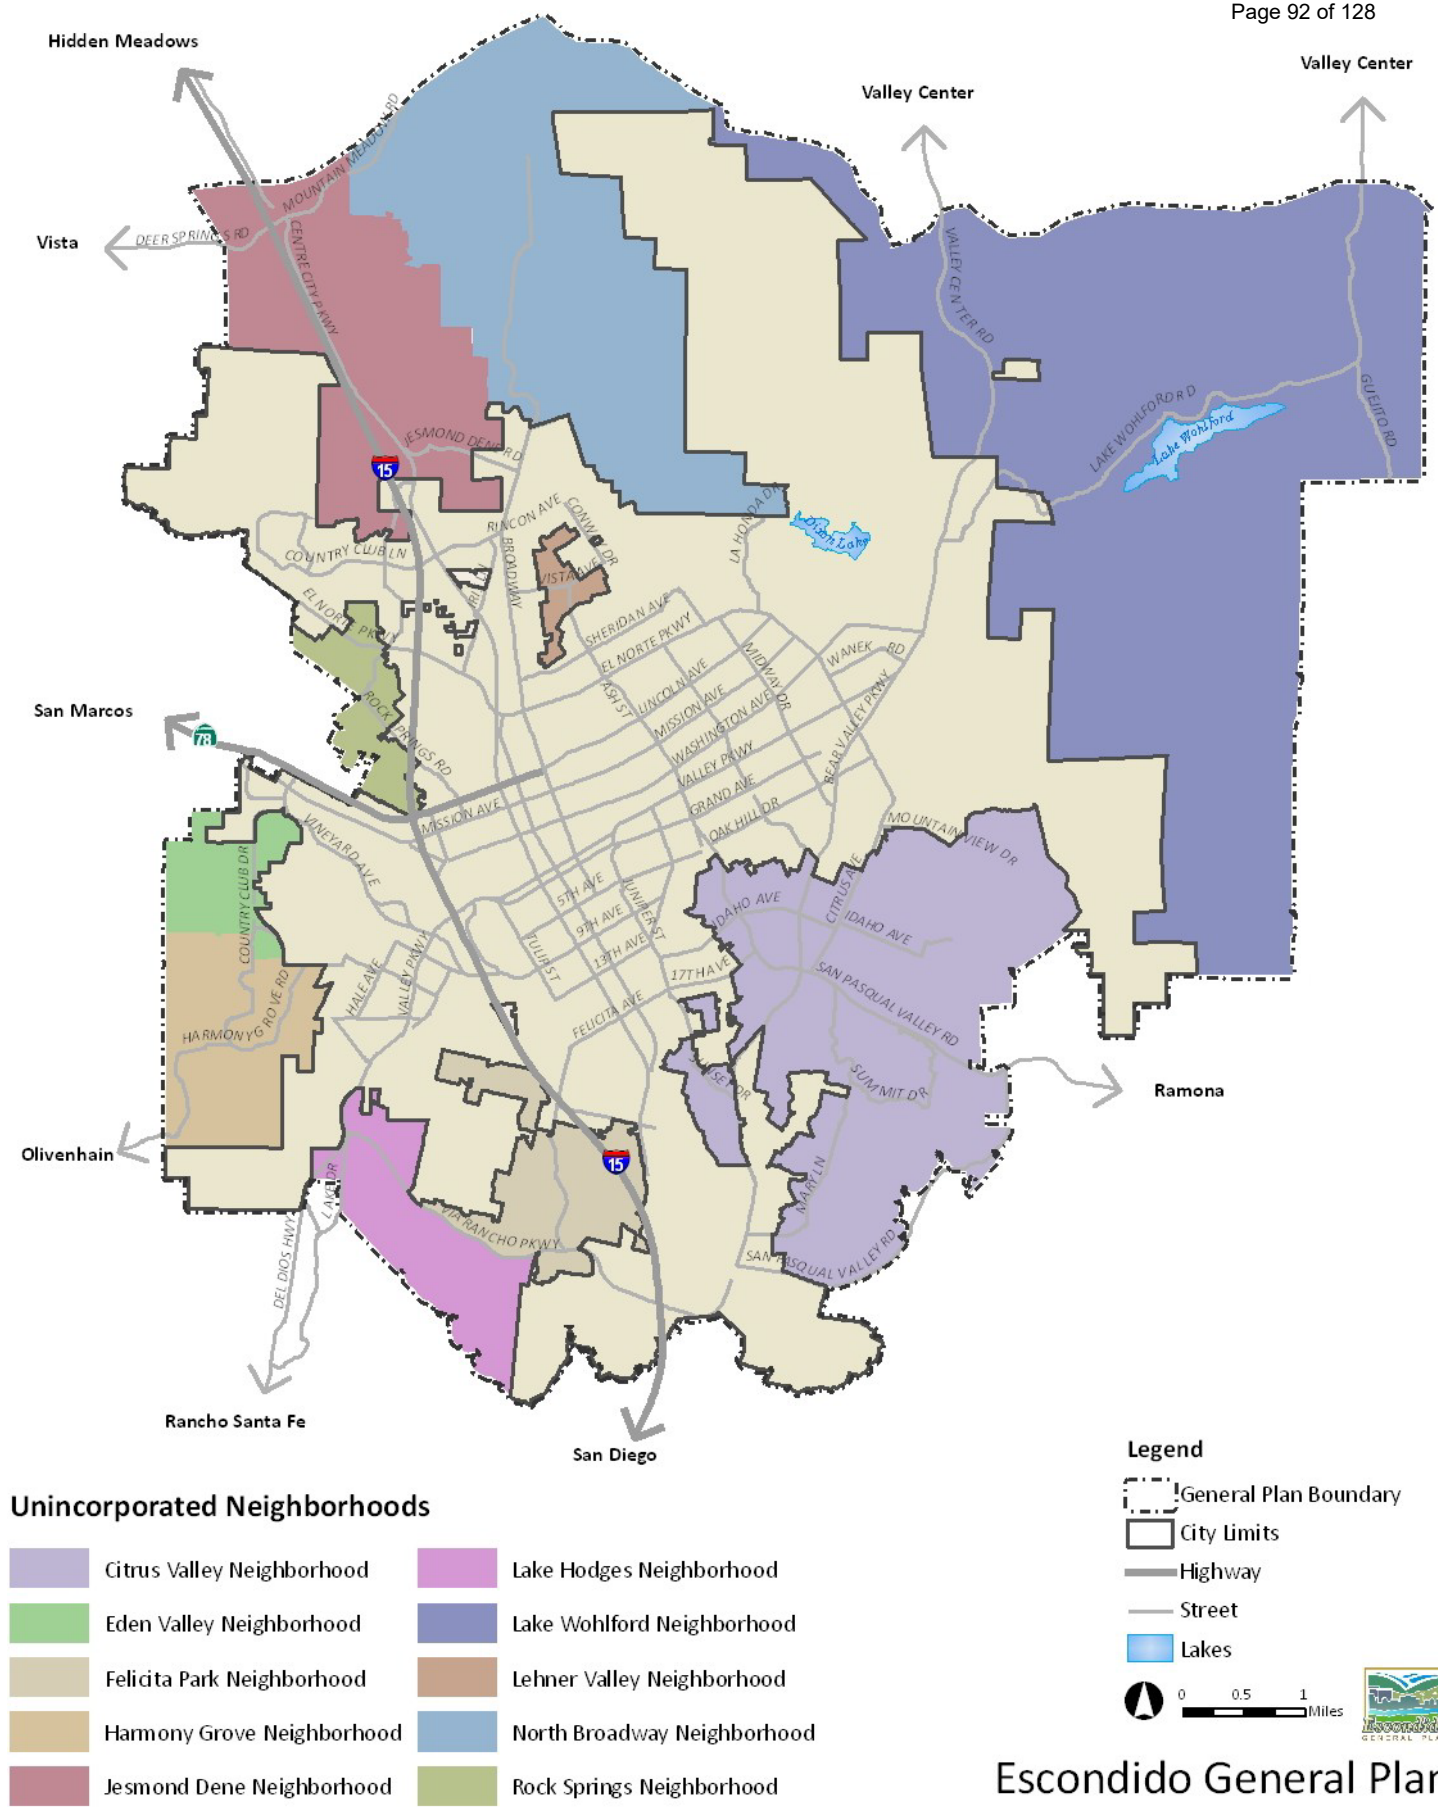 Page 92 of 128
Hidden Meadows
Valley Center
Valley Center
MOUNTAIN MEADOW RD
Vista
DEER SPRINGS RD
CENTRE CITY PKWY
VALLEY CENTER RD
LAKE WOHLFORD RD
Lake Wohlford
GUEJITO RD
JESMOND DENE RD
15
RINCON AVE
CONWAY DR
LA HONDA DR
Dixon Lake
COUNTRY CLUB LN
BROADWAY
VISTA AVE
IRIS LN
EL NORTE PKWY
SHERIDAN AVE
EL NORTE PKWY
WANEK RD
MIDWAY DR
LINCOLN AVE
ASH ST
MISSION AVE
WASHINGTON AVE
San Marcos
78
ROCK SPRINGS RD
BEAR VALLEY PKWY
VALLEY PKWY
GRAND AVE
MISSION AVE
OAK HILL DR
MOUNTAIN VIEW DR
VINEYARD AVE
COUNTRY CLUB DR
5TH AVE
JUNIPER ST
CITRUS AVE
IDAHO AVE
IDAHO AVE
9TH AVE
TULIP ST
13TH AVE
17TH AVE
HALE AVE
VALLEY PKWY
SAN PASQUAL VALLEY RD
HARMONY GROVE RD
FELICITA AVE
SUNSET DR
SUMMIT DR
Ramona
Olivenhain
15
LAKE DR
MARY LN
VIA RANCHO PKWY
SAN PASQUAL VALLEY RD
DEL DIOS HWY
Rancho Santa Fe
San Diego
Legend
General Plan Boundary
City Limits
Highway
Street
Lakes
0 0.5 1
Miles
Unincorporated Neighborhoods
Citrus Valley Neighborhood
Eden Valley Neighborhood
Felicita Park Neighborhood
Harmony Grove Neighborhood
Jesmond Dene Neighborhood
Lake Hodges Neighborhood
Lake Wohlford Neighborhood
Lehner Valley Neighborhood
North Broadway Neighborhood
Rock Springs Neighborhood
Escondido General Plan